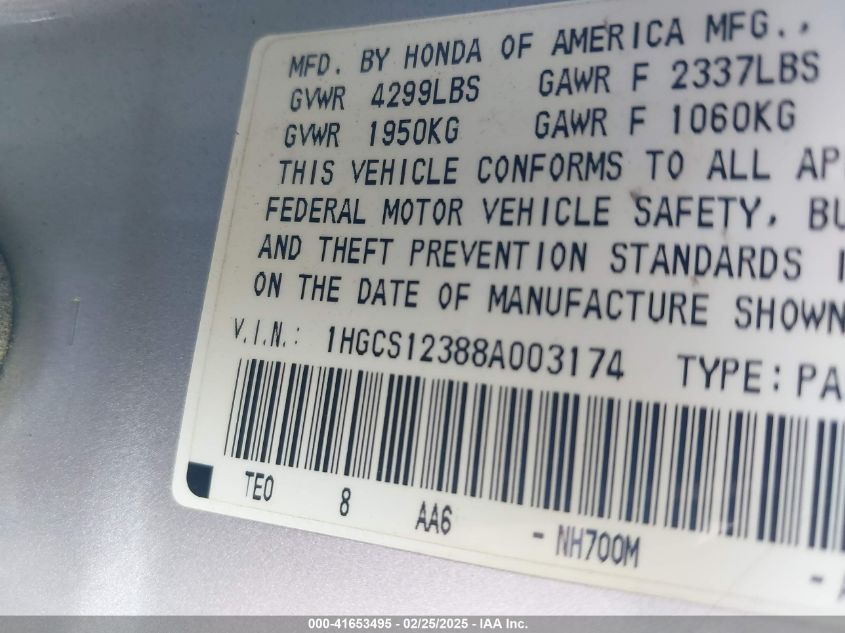 MFD. BY HONDA OF AMERICA MFG.,
GVWR 4299LBS GAWR F 2337LBS
GVWR 1950KG GAWR F 1060KG
THIS VEHICLE CONFORMS TO ALL AP
FEDERAL MOTOR VEHICLE SAFETY, BU
AND THEFT PREVENTION STANDARDS I
ON THE DATE OF MANUFACTURE SHOWN
V.I.N.: 1HGCS12388A003174 TYPE: PA
TE0 8 AA6 - NH700M - A
000-41653495 - 02/25/2025 - IAA Inc.